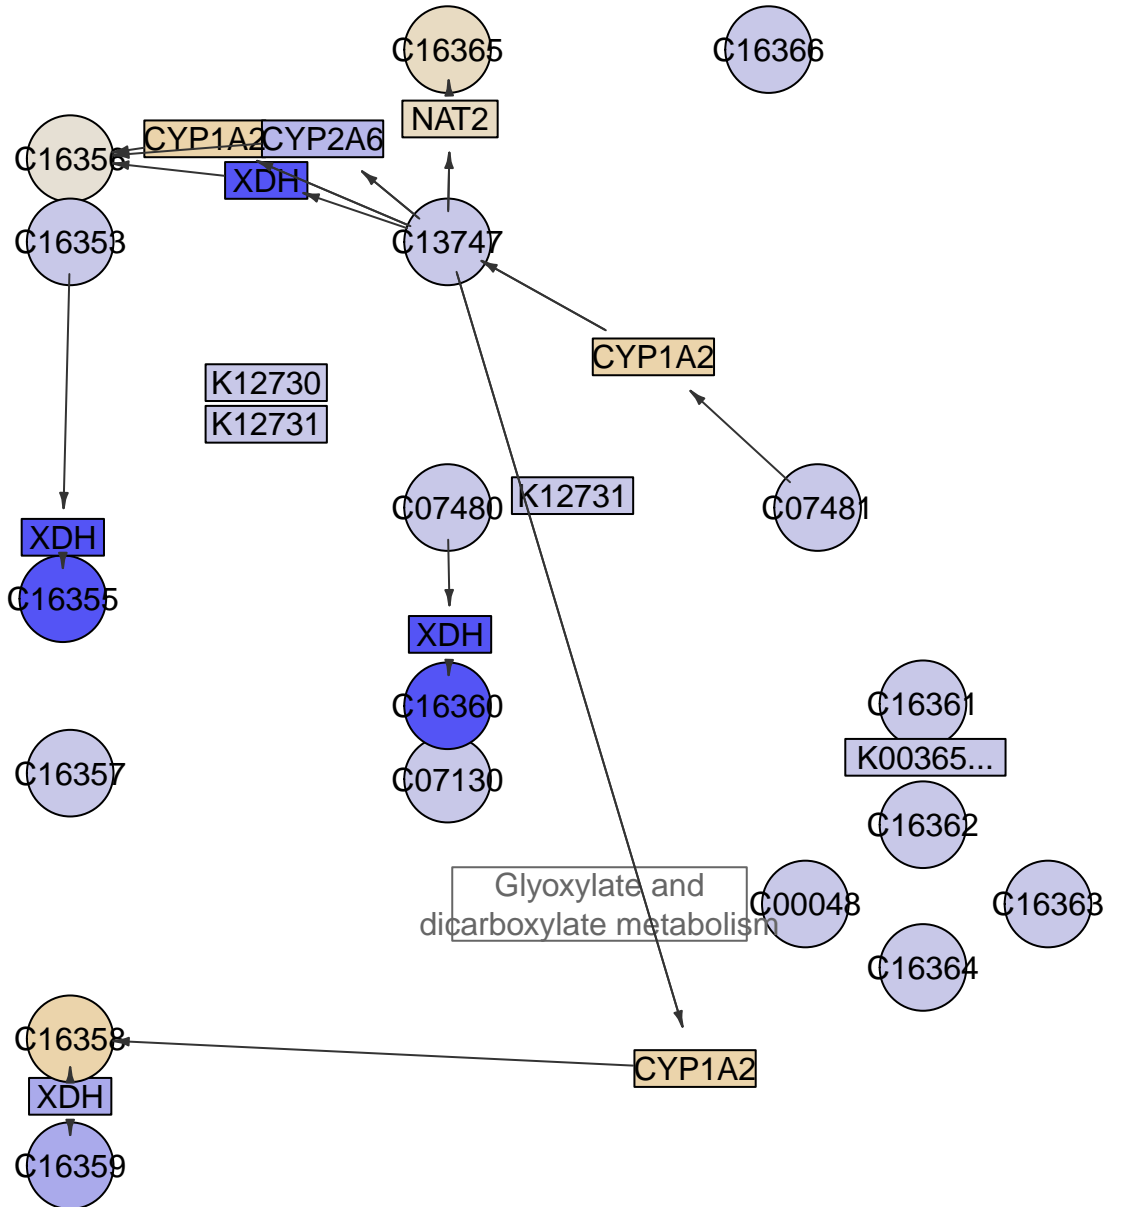 C16365
C16366
NAT2
CYP1A2
CYP2A6
C16356
XDH
C16353
C13747
CYP1A2
K12730
K12731
K12731
C07480
C07481
XDH
C16355
XDH
C16360
C16361
K00365...
C16357
C07130
C16362
Glyoxylate and
dicarboxylate metabolism
C00048
C16363
C16364
C16358
CYP1A2
XDH
C16359